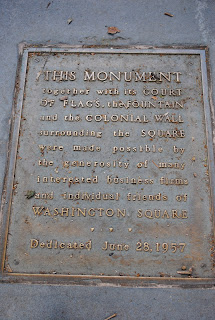 THIS MONUMENT
together with its COURT
OF FLAGS, the FOUNTAIN
and the COLONIAL WALL
surrounding the SQUARE
were made possible by
the generosity of many
interested business firms
and individual friends of
WASHINGTON SQUARE
Dedicated June 28, 1957